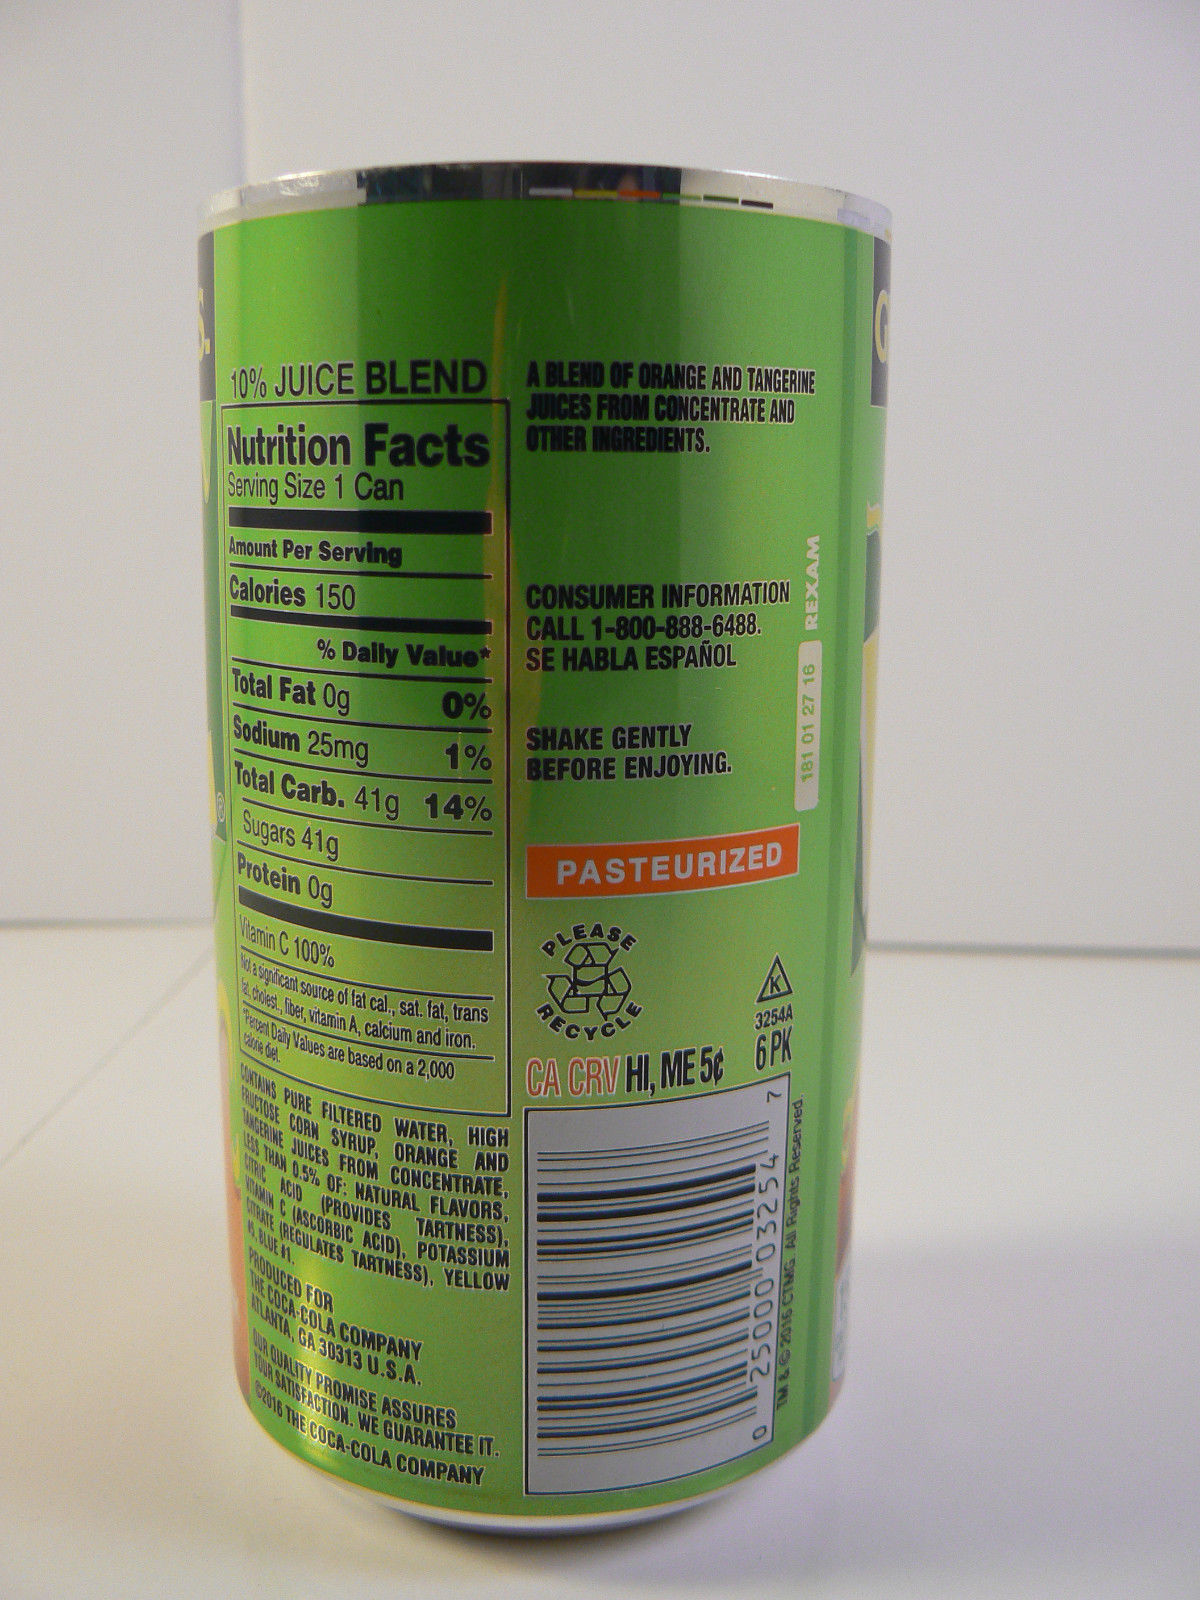 10% JUICE BLEND
Nutrition Facts
Serving Size 1 Can
Amount Per Serving
Calories 150
% Daily Value*
Total Fat 0g 0%
Sodium 25mg 1%
Total Carb. 41g 14%
Sugars 41g
Protein 0g
Vitamin C 100%
Not a significant source of fat cal., sat. fat, trans
fat, cholest., fiber, vitamin A, calcium and iron.
*Percent Daily Values are based on a 2,000
calorie diet.
CONTAINS PURE FILTERED WATER, HIGH
FRUCTOSE CORN SYRUP, ORANGE AND
TANGERINE JUICES FROM CONCENTRATE,
LESS THAN 0.5% OF: NATURAL FLAVORS,
CITRIC ACID (PROVIDES TARTNESS),
VITAMIN C (ASCORBIC ACID), POTASSIUM
CITRATE (REGULATES TARTNESS), YELLOW
#5, BLUE #1.
PRODUCED FOR
THE COCA-COLA COMPANY
ATLANTA, GA 30313 U.S.A.
OUR QUALITY PROMISE ASSURES
YOUR SATISFACTION. WE GUARANTEE IT.
©2016 THE COCA-COLA COMPANY
A BLEND OF ORANGE AND TANGERINE
JUICES FROM CONCENTRATE AND
OTHER INGREDIENTS.
CONSUMER INFORMATION
CALL 1-800-888-6488.
SE HABLA ESPAÑOL
SHAKE GENTLY
BEFORE ENJOYING.
181 01 27 16 REXAM
PASTEURIZED
PLEASE
RECYCLE
K
3254A
6 PK
CA CRV HI, ME 5¢
0 25000 03254 7
TM & © 2016 CTMG. All Rights Reserved.
S.
G
®